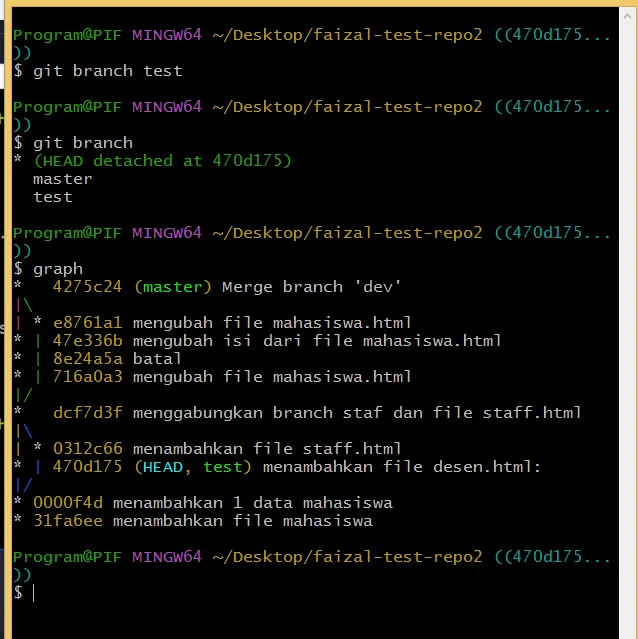 Program@PIF MINGW64 ~/Desktop/faizal-test-repo2 ((470d175...
))
$ git branch test
Program@PIF MINGW64 ~/Desktop/faizal-test-repo2 ((470d175...
))
$ git branch
* (HEAD detached at 470d175)
  master
  test
Program@PIF MINGW64 ~/Desktop/faizal-test-repo2 ((470d175...
))
$ graph
*   4275c24 (master) Merge branch 'dev'
|\
| * e8761a1 mengubah file mahasiswa.html
* | 47e336b mengubah isi dari file mahasiswa.html
* | 8e24a5a batal
* | 716a0a3 mengubah file mahasiswa.html
|/
*   dcf7d3f menggabungkan branch staf dan file staff.html
|\
| * 0312c66 menambahkan file staff.html
* | 470d175 (HEAD, test) menambahkan file desen.html:
|/
* 0000f4d menambahkan 1 data mahasiswa
* 31fa6ee menambahkan file mahasiswa
Program@PIF MINGW64 ~/Desktop/faizal-test-repo2 ((470d175...
))
$